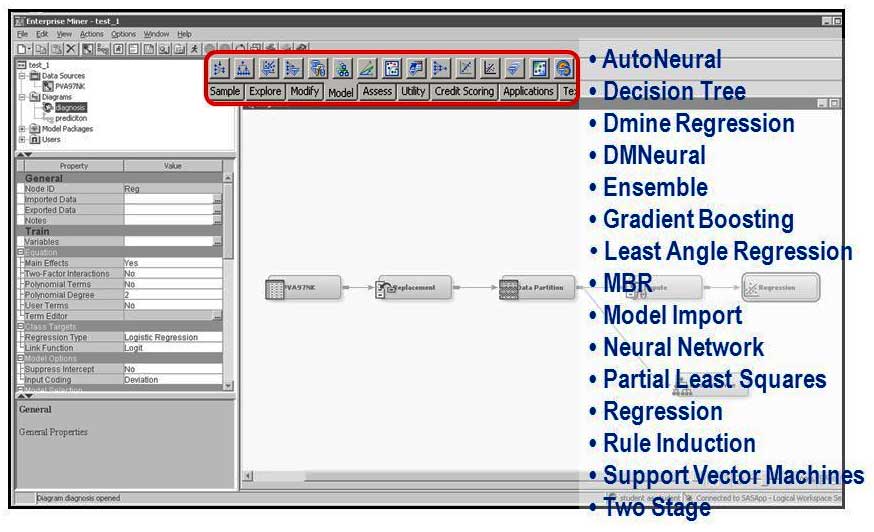 Enterprise Miner - test_1
File Edit View Actions Options Window Help
test_1
Data Sources
PVA97NK
Diagrams
diagnosis
prediciton
Model Packages
Users
Sample Explore Modify Model Assess Utility Credit Scoring Applications Te
Property Value
General
Node ID Reg
Imported Data ...
Exported Data ...
Notes ...
Train
Variables ...
Equation
Main Effects Yes
Two-Factor Interactions No
Polynomial Terms No
Polynomial Degree 2
User Terms No
Term Editor ...
Class Targets
Regression Type Logistic Regression
Link Function Logit
Model Options
Suppress Intercept No
Input Coding Deviation
Model Selection
General
General Properties
PVA97NK
Replacement
Data Partition
Regression
• AutoNeural
• Decision Tree
• Dmine Regression
• DMNeural
• Ensemble
• Gradient Boosting
• Least Angle Regression
• MBR
• Model Import
• Neural Network
• Partial Least Squares
• Regression
• Rule Induction
• Support Vector Machines
• Two Stage
Diagram diagnosis opened
student as student Connected to SASApp - Logical Workspace Se